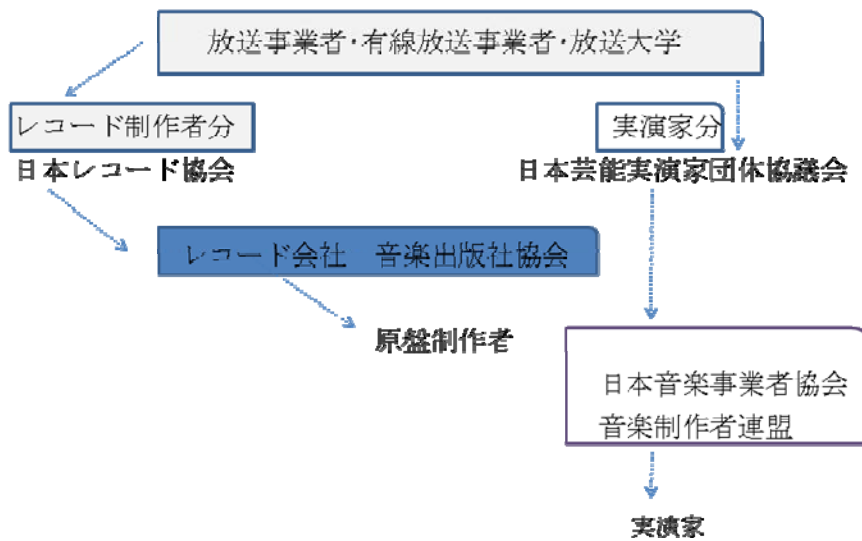 放送事業者・有線放送事業者・放送大学
レコード制作者分
実演家分
日本レコード協会
日本芸能実演家団体協議会
レコード会社　音楽出版社協会
原盤制作者
日本音楽事業者協会
音楽制作者連盟
実演家